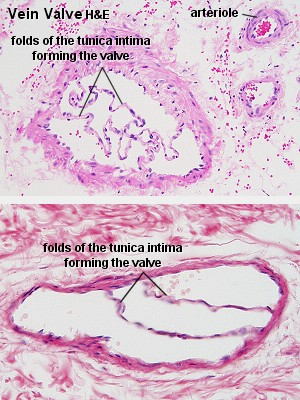 Vein Valve H&E
arteriole
folds of the tunica intima
forming the valve
folds of the tunica intima
forming the valve